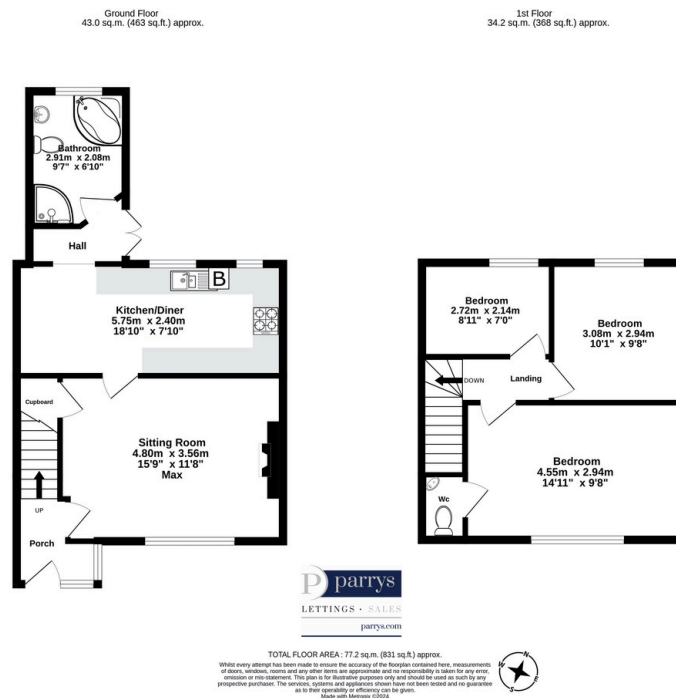 Ground Floor
43.0 sq.m. (463 sq.ft.) approx.
1st Floor
34.2 sq.m. (368 sq.ft.) approx.
Bathroom
2.91m x 2.08m
9'7" x 6'10"
Hall
B
Kitchen/Diner
5.75m x 2.40m
18'10" x 7'10"
Cupboard
Sitting Room
4.80m x 3.56m
15'9" x 11'8"
Max
UP
Porch
Bedroom
2.72m x 2.14m
8'11" x 7'0"
Bedroom
3.08m x 2.94m
10'1" x 9'8"
DOWN
Landing
Bedroom
4.55m x 2.94m
14'11" x 9'8"
Wc
P parrys
LETTINGS · SALES
parrys.com
TOTAL FLOOR AREA : 77.2 sq.m. (831 sq.ft.) approx.
Whilst every attempt has been made to ensure the accuracy of the floorplan contained here, measurements
of doors, windows, rooms and any other items are approximate and no responsibility is taken for any error,
omission or mis-statement. This plan is for illustrative purposes only and should be used as such by any
prospective purchaser. The services, systems and appliances shown have not been tested and no guarantee
as to their operability or efficiency can be given.
Made with Metropix ©2024
N
E
S
W